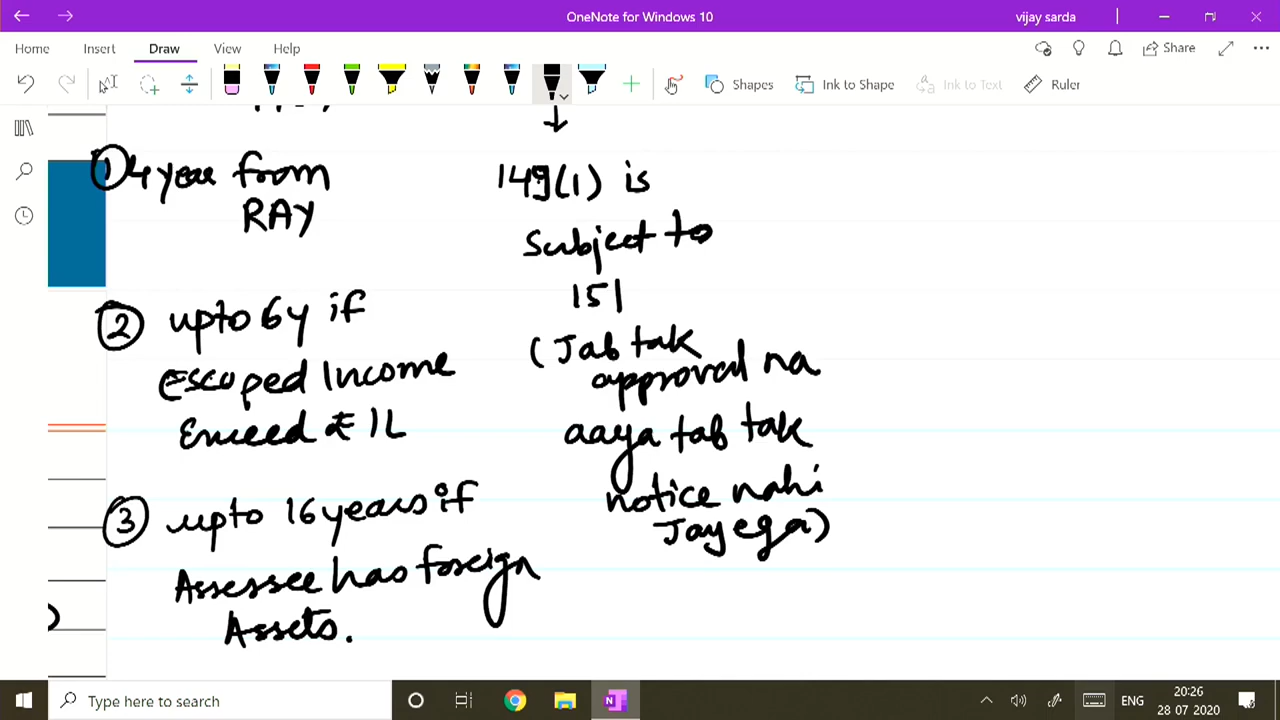 OneNote for Windows 10
vijay sarda
Home Insert Draw View Help
Share
Shapes
Ink to Shape
Ink to Text
Ruler
① 4 year from
RAY
② upto 6y if
Escaped Income
Exceed ₹ 1L
③ upto 16 years if
Assessee has foreign
Assets.
149(1) is
Subject to
151
(Jab tak
approval na
aaya tab tak
notice nahi
Jayega)
Type here to search
ENG
20:26
28 07 2020
3